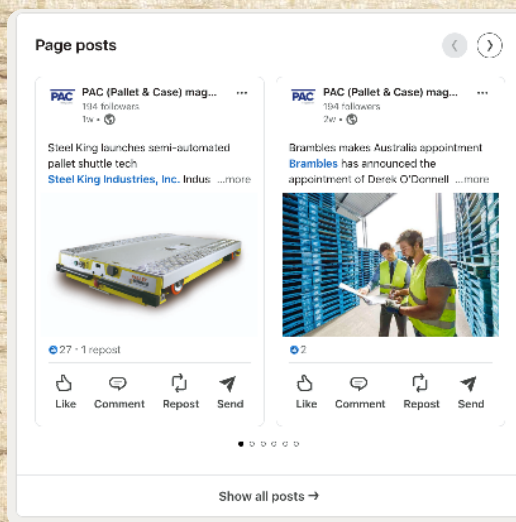 Page posts
PAC
PAC (Pallet & Case) mag...
194 followers
1w •
Steel King launches semi-automated
pallet shuttle tech
Steel King Industries, Inc. Indus ...more
27 · 1 repost
Like Comment Repost Send
PAC
PAC (Pallet & Case) mag...
194 followers
2w •
Brambles makes Australia appointment
Brambles has announced the
appointment of Derek O'Donnell ...more
2
Like Comment Repost Send
Show all posts →